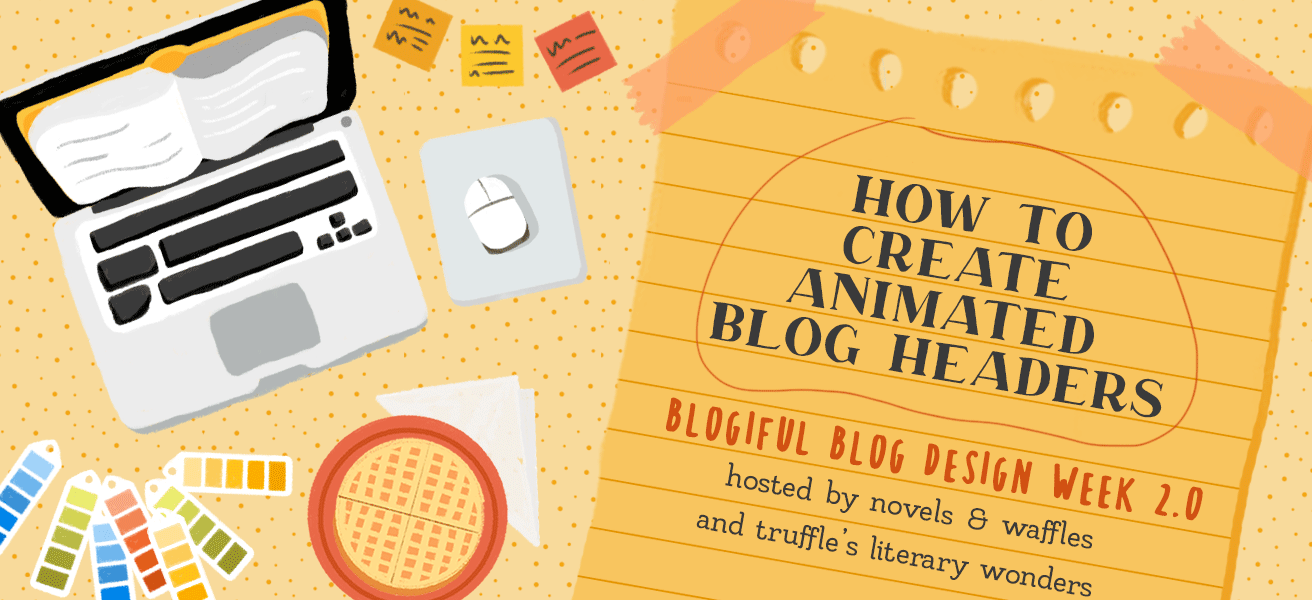 HOW TO
CREATE
ANIMATED
BLOG HEADERS
BLOGIFUL BLOG DESIGN WEEK 2.0
hosted by novels & waffles
and truffle's literary wonders